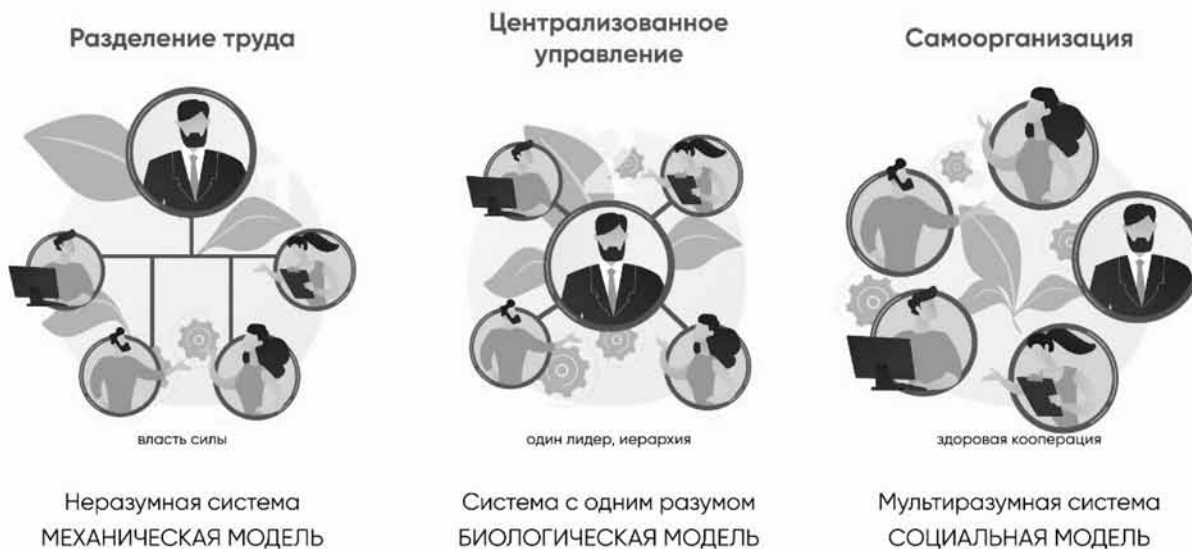 Разделение труда
власть силы
Неразумная система
МЕХАНИЧЕСКАЯ МОДЕЛЬ
Централизованное
управление
один лидер, иерархия
Система с одним разумом
БИОЛОГИЧЕСКАЯ МОДЕЛЬ
Самоорганизация
здоровая кооперация
Мультиразумная система
СОЦИАЛЬНАЯ МОДЕЛЬ